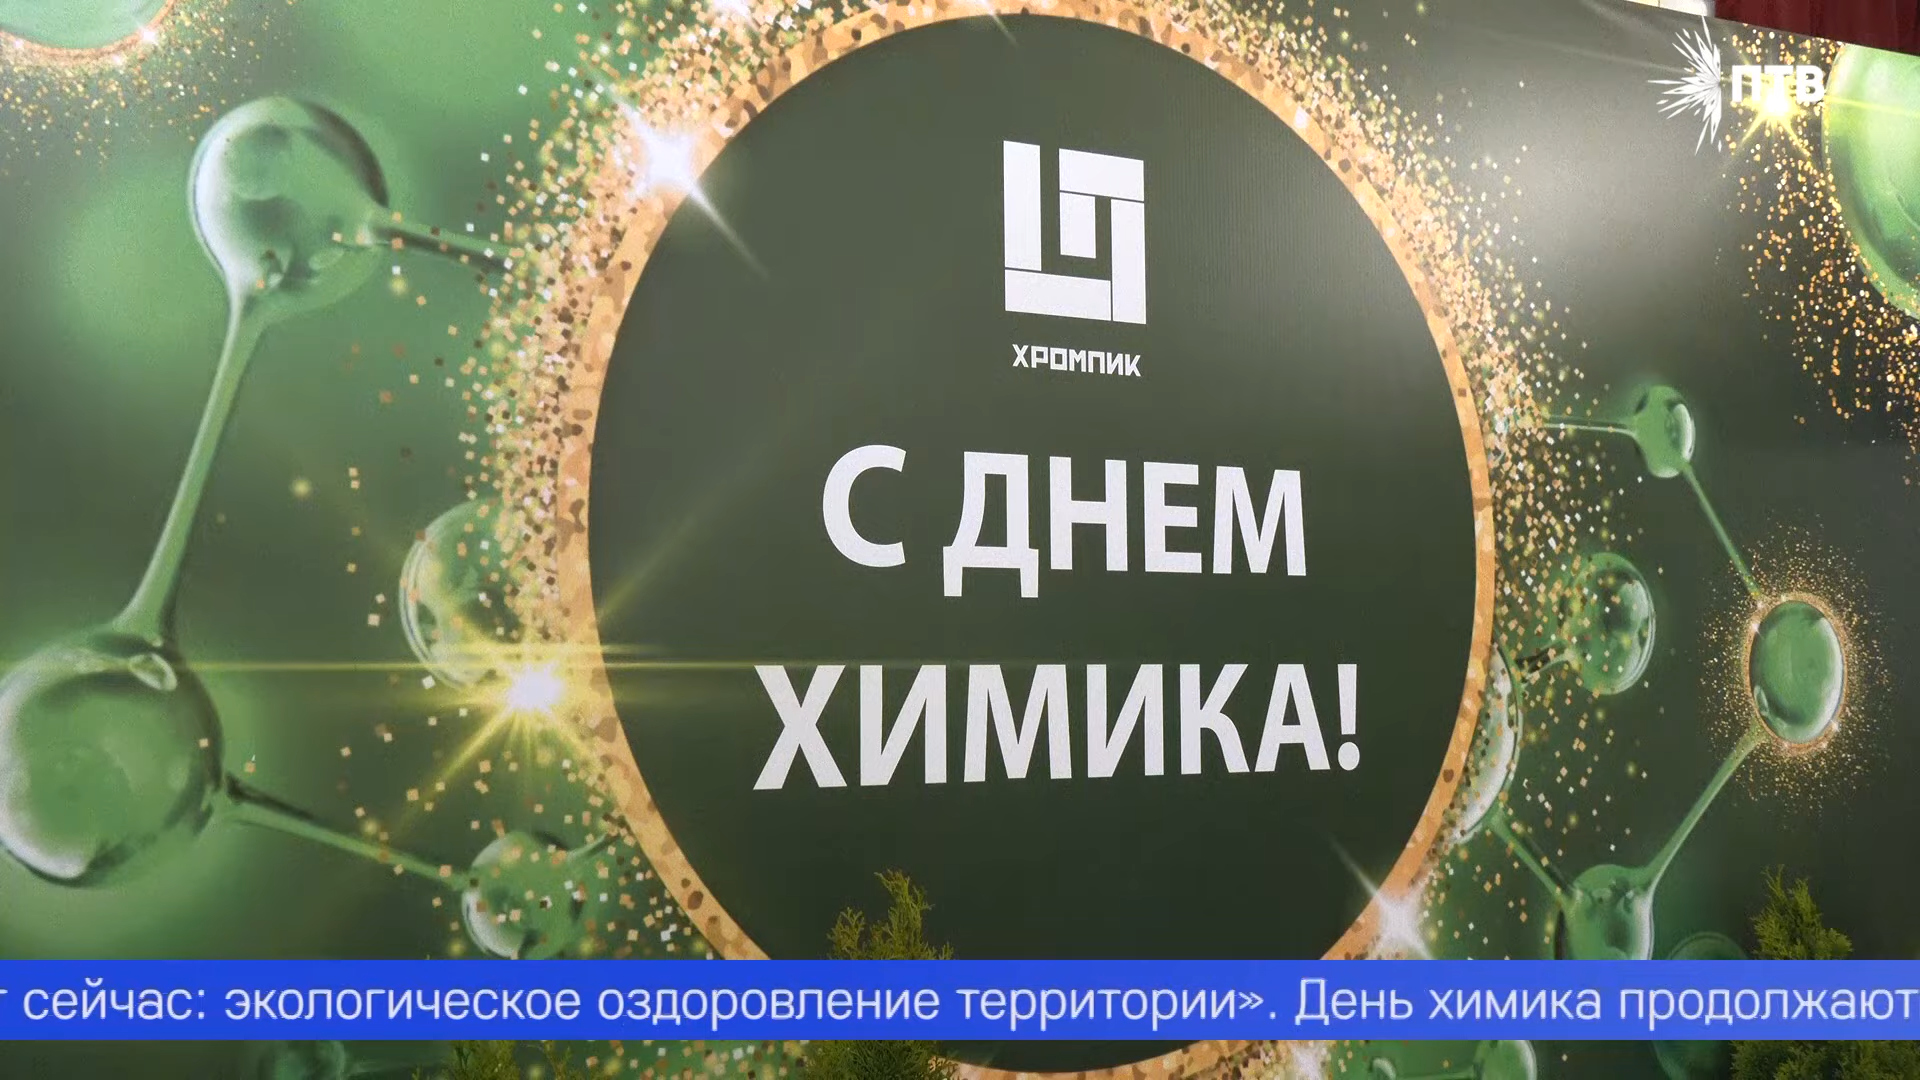 ПТВ
ХРОМПИК
С ДНЕМ
ХИМИКА!
сейчас: экологическое оздоровление территории». День химика продолжают